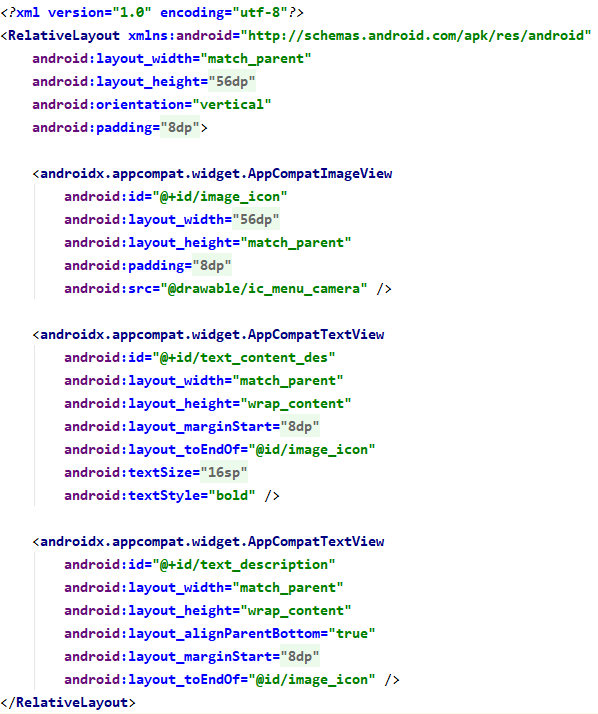 <?xml version="1.0" encoding="utf-8"?>
<RelativeLayout xmlns:android="http://schemas.android.com/apk/res/android"
    android:layout_width="match_parent"
    android:layout_height="56dp"
    android:orientation="vertical"
    android:padding="8dp">

    <androidx.appcompat.widget.AppCompatImageView
        android:id="@+id/image_icon"
        android:layout_width="56dp"
        android:layout_height="match_parent"
        android:padding="8dp"
        android:src="@drawable/ic_menu_camera" />

    <androidx.appcompat.widget.AppCompatTextView
        android:id="@+id/text_content_des"
        android:layout_width="match_parent"
        android:layout_height="wrap_content"
        android:layout_marginStart="8dp"
        android:layout_toEndOf="@id/image_icon"
        android:textSize="16sp"
        android:textStyle="bold" />

    <androidx.appcompat.widget.AppCompatTextView
        android:id="@+id/text_description"
        android:layout_width="match_parent"
        android:layout_height="wrap_content"
        android:layout_alignParentBottom="true"
        android:layout_marginStart="8dp"
        android:layout_toEndOf="@id/image_icon" />
</RelativeLayout>